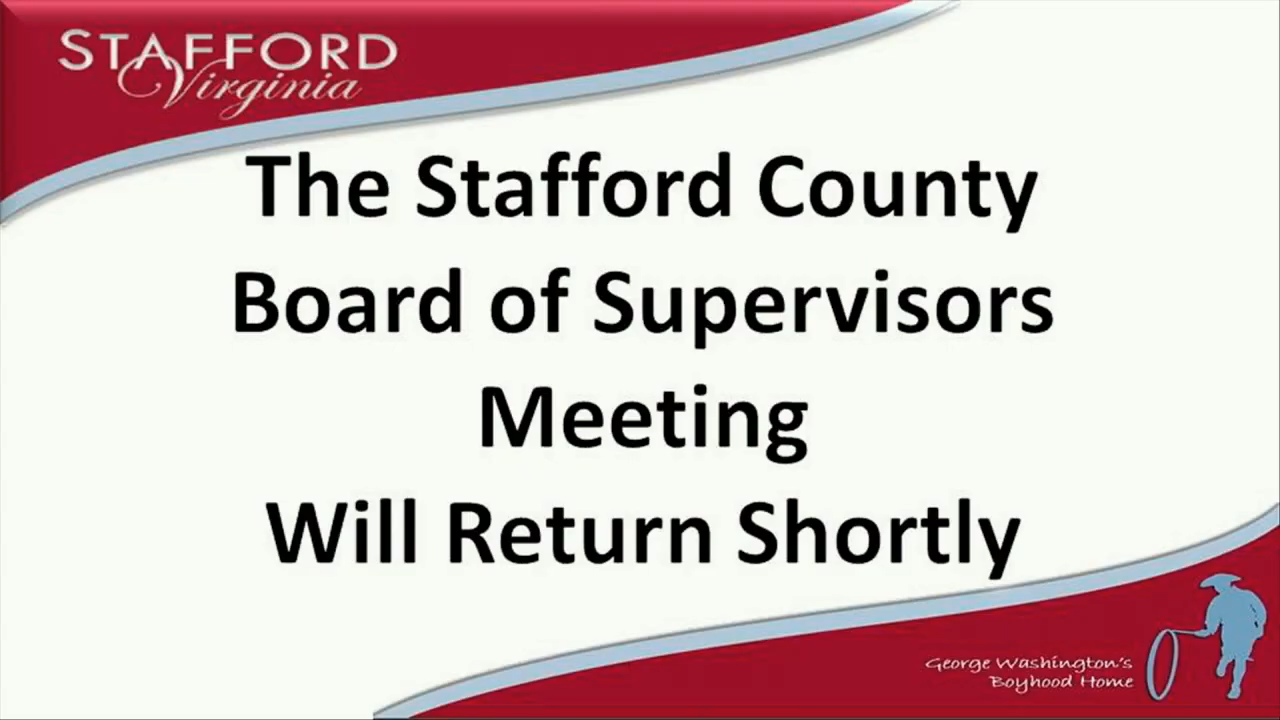 STAFFORD
Virginia
The Stafford County
Board of Supervisors
Meeting
Will Return Shortly
George Washington's
Boyhood Home